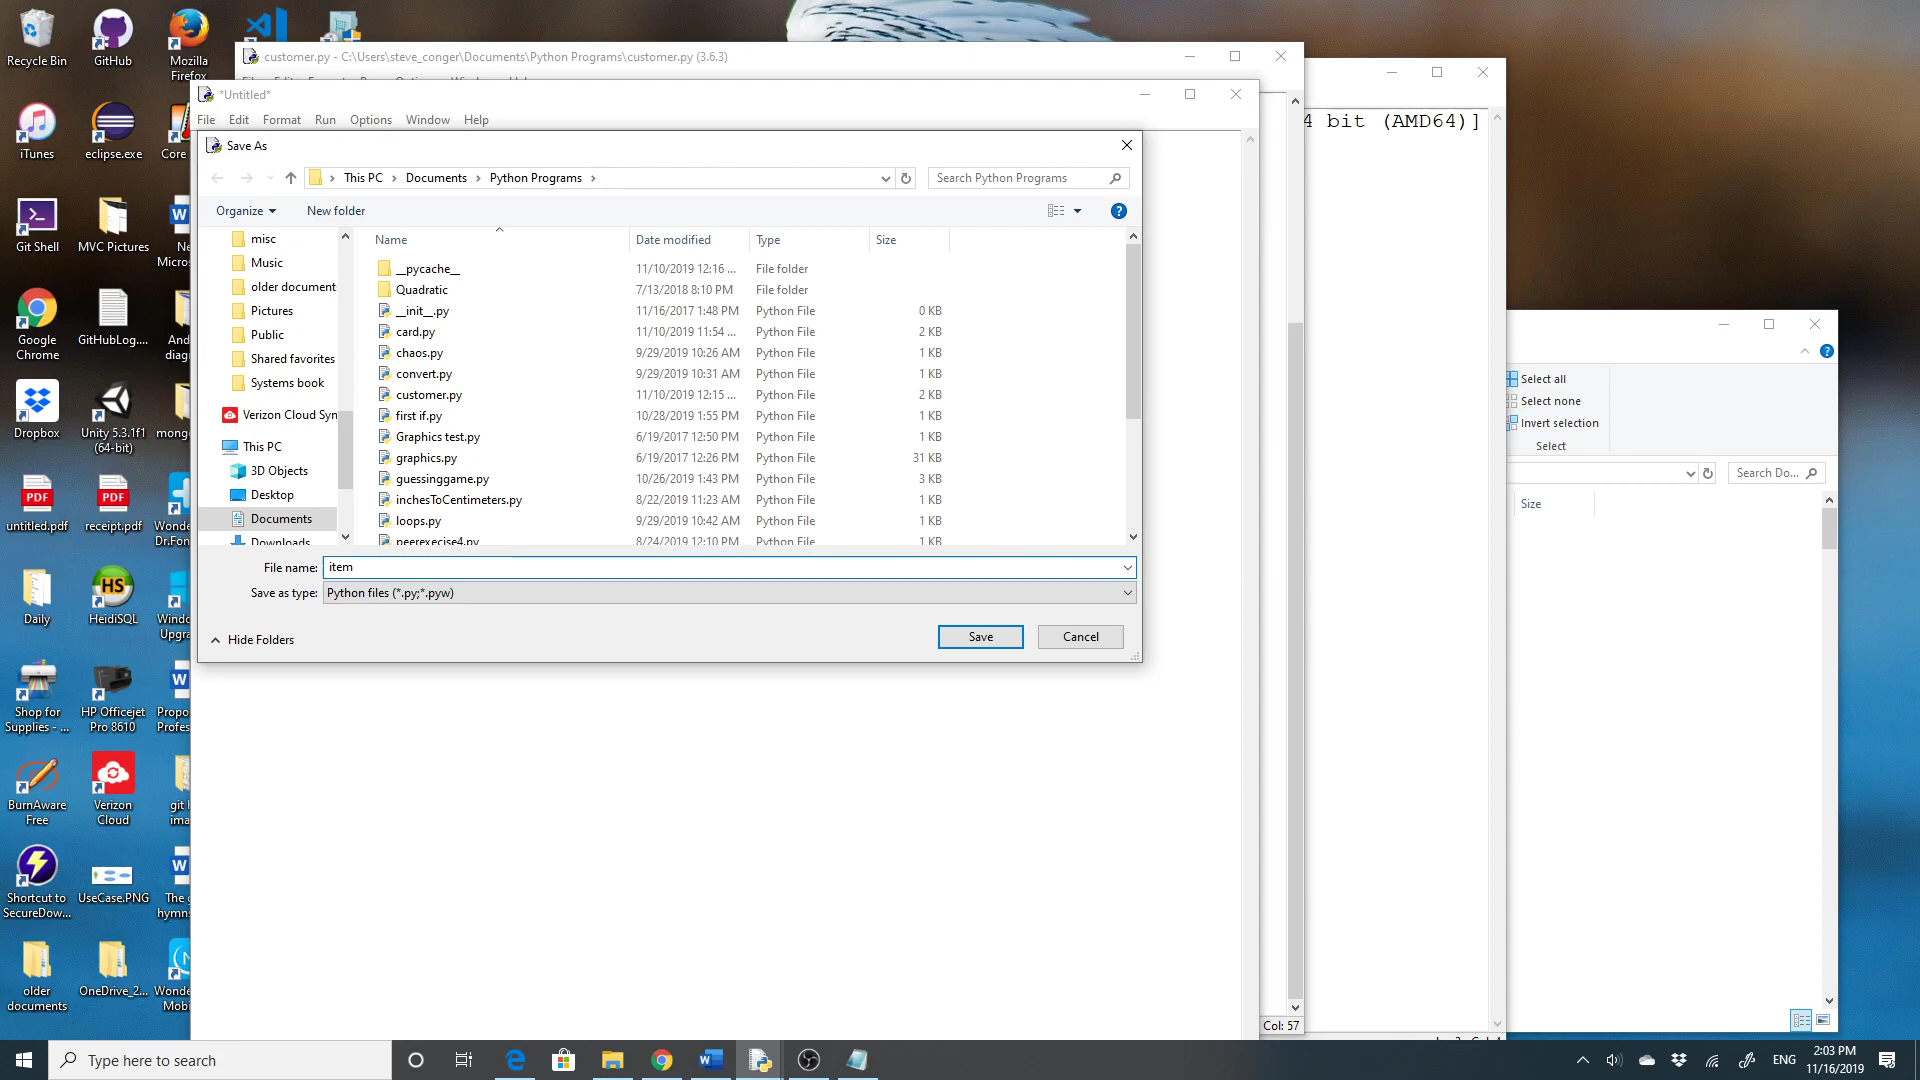 Recycle Bin
GitHub
Mozilla
Firefox
iTunes
eclipse.exe
Core
Git Shell
MVC Pictures
Ne
Micros
Google
Chrome
GitHubLog....
And
diagr
Dropbox
Unity 5.3.1f1
(64-bit)
mong
PDF
untitled.pdf
PDF
receipt.pdf
Wonde
Dr.Fon
Daily
HS
HeidiSQL
Windo
Upgra
Shop for
Supplies - ...
HP Officejet
Pro 8610
Propo
Profes
BurnAware
Free
Verizon
Cloud
git h
ima
Shortcut to
SecureDow...
UseCase.PNG
The g
hymns
older
documents
OneDrive_2...
Wonde
Mobi
customer.py - C:\Users\steve_conger\Documents\Python Programs\customer.py (3.6.3)
*Untitled*
File Edit Format Run Options Window Help
4 bit (AMD64)]
Save As
This PC > Documents > Python Programs >
Search Python Programs
Organize
New folder
misc
Music
older document
Pictures
Public
Shared favorites
Systems book
Verizon Cloud Syn
This PC
3D Objects
Desktop
Documents
Downloads
Name Date modified Type Size
__pycache__ 11/10/2019 12:16 ... File folder
Quadratic 7/13/2018 8:10 PM File folder
__init__.py 11/16/2017 1:48 PM Python File 0 KB
card.py 11/10/2019 11:54 ... Python File 2 KB
chaos.py 9/29/2019 10:26 AM Python File 1 KB
convert.py 9/29/2019 10:31 AM Python File 1 KB
customer.py 11/10/2019 12:15 ... Python File 2 KB
first if.py 10/28/2019 1:55 PM Python File 1 KB
Graphics test.py 6/19/2017 12:50 PM Python File 1 KB
graphics.py 6/19/2017 12:26 PM Python File 31 KB
guessinggame.py 10/26/2019 1:43 PM Python File 3 KB
inchesToCentimeters.py 8/22/2019 11:23 AM Python File 1 KB
loops.py 9/29/2019 10:42 AM Python File 1 KB
peerexecise4.py 8/24/2019 12:10 PM Python File 1 KB
File name: item
Save as type: Python files (*.py;*.pyw)
Hide Folders
Save
Cancel
Select all
Select none
Invert selection
Select
Search Do...
Size
Col: 57
Type here to search
ENG
2:03 PM
11/16/2019